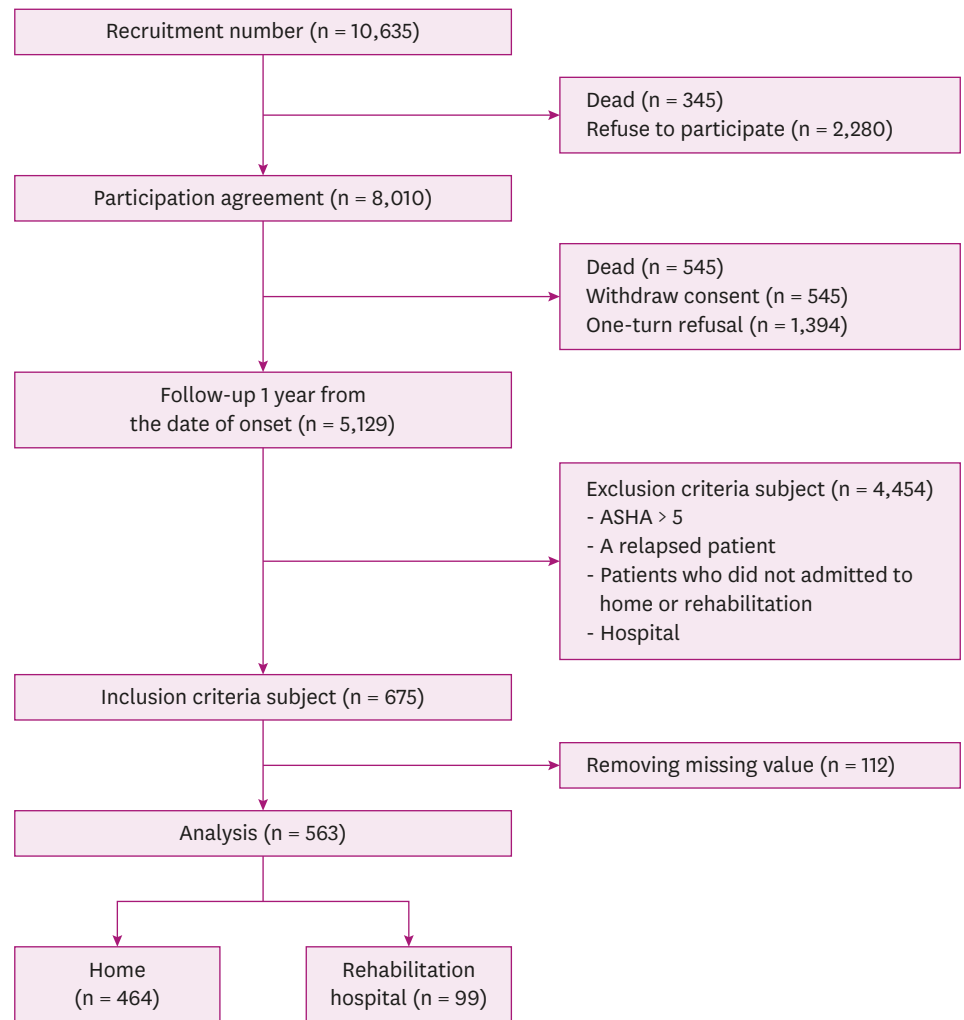 Recruitment number (n = 10,635)
Dead (n = 345)
Refuse to participate (n = 2,280)
Participation agreement (n = 8,010)
Dead (n = 545)
Withdraw consent (n = 545)
One-turn refusal (n = 1,394)
Follow-up 1 year from
the date of onset (n = 5,129)
Exclusion criteria subject (n = 4,454)
- ASHA > 5
- A relapsed patient
- Patients who did not admitted to
home or rehabilitation
- Hospital
Inclusion criteria subject (n = 675)
Removing missing value (n = 112)
Analysis (n = 563)
Home
(n = 464)
Rehabilitation
hospital (n = 99)